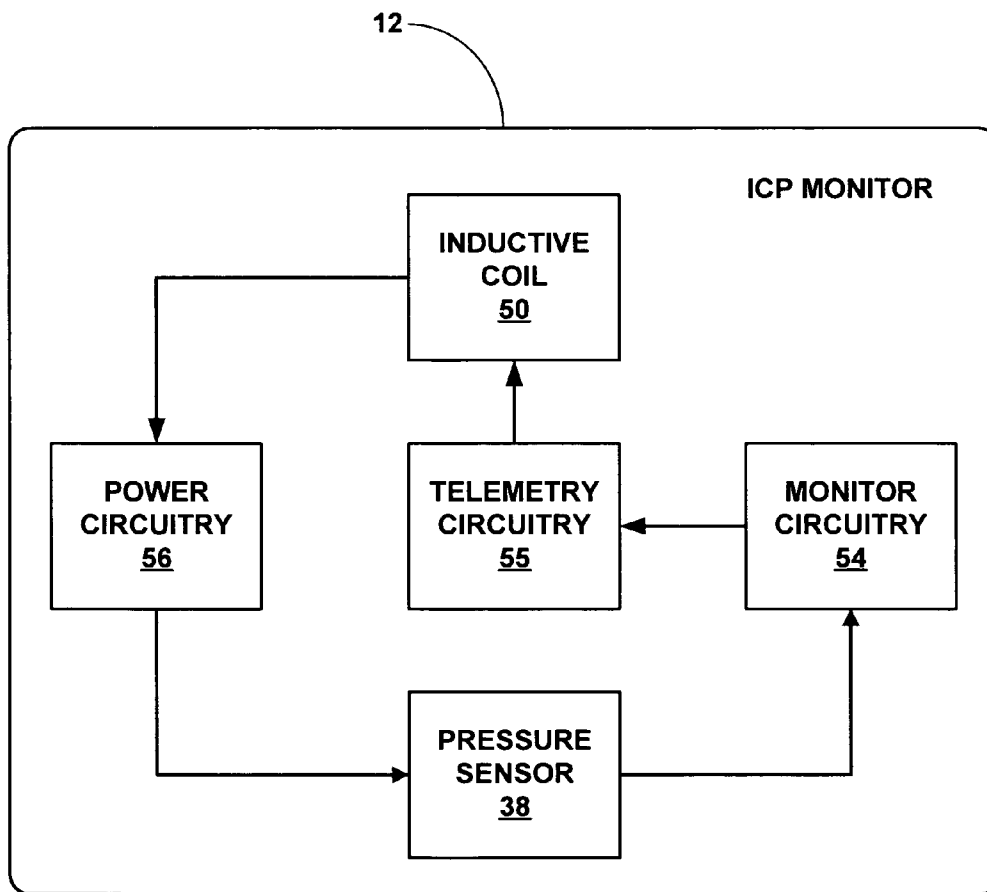 12
ICP MONITOR
INDUCTIVE
COIL
50
POWER
CIRCUITRY
56
TELEMETRY
CIRCUITRY
55
MONITOR
CIRCUITRY
54
PRESSURE
SENSOR
38